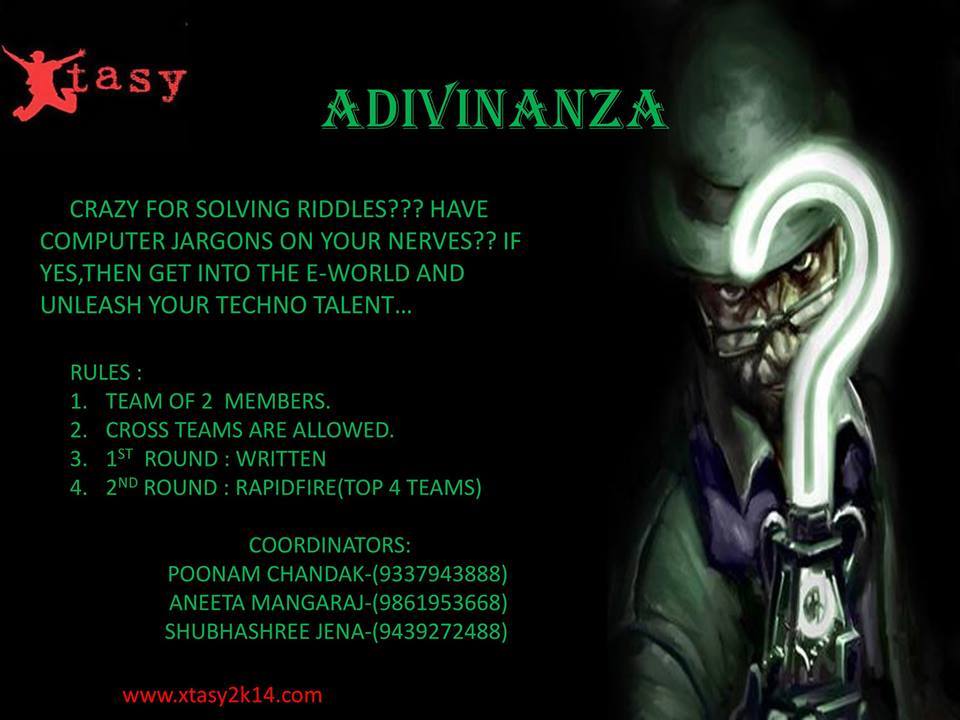 xtasy
ADIVINANZA
CRAZY FOR SOLVING RIDDLES??? HAVE
COMPUTER JARGONS ON YOUR NERVES?? IF
YES,THEN GET INTO THE E-WORLD AND
UNLEASH YOUR TECHNO TALENT…
RULES :
1. TEAM OF 2 MEMBERS.
2. CROSS TEAMS ARE ALLOWED.
3. 1ST ROUND : WRITTEN
4. 2ND ROUND : RAPIDFIRE(TOP 4 TEAMS)
COORDINATORS:
POONAM CHANDAK-(9337943888)
ANEETA MANGARAJ-(9861953668)
SHUBHASHREE JENA-(9439272488)
www.xtasy2k14.com